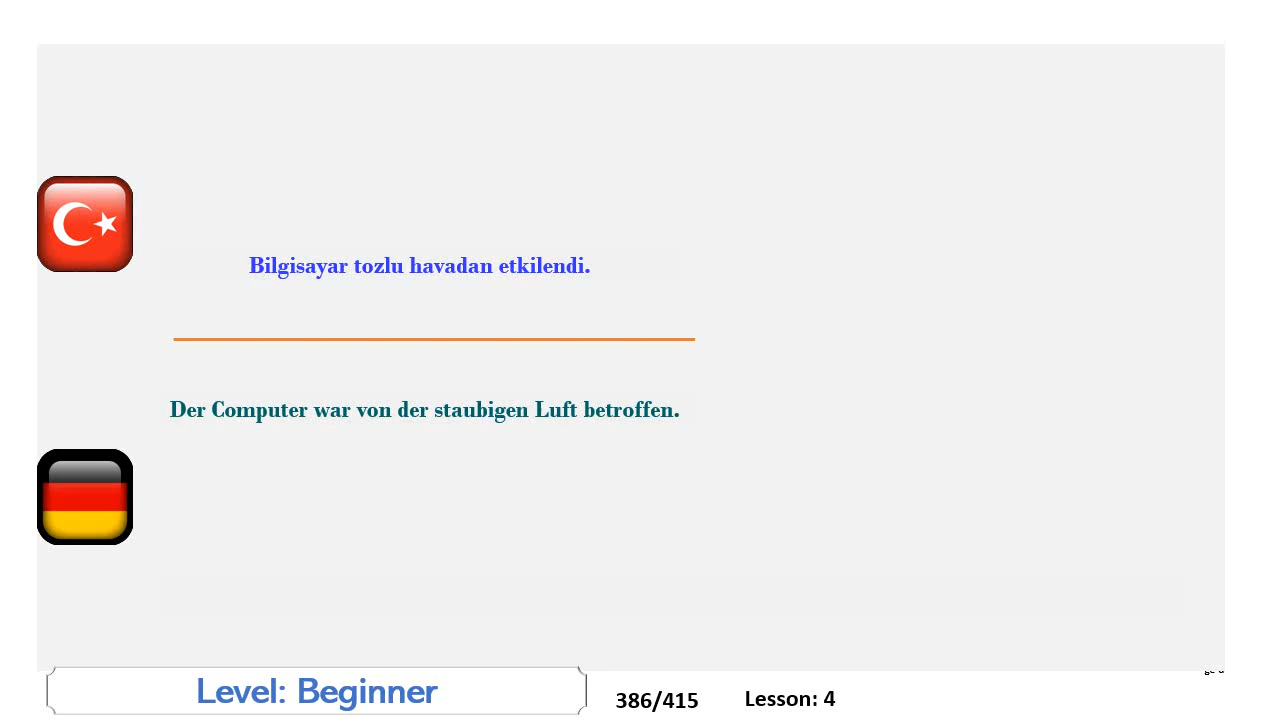 Bilgisayar tozlu havadan etkilendi.
Der Computer war von der staubigen Luft betroffen.
Level: Beginner
386/415
Lesson: 4